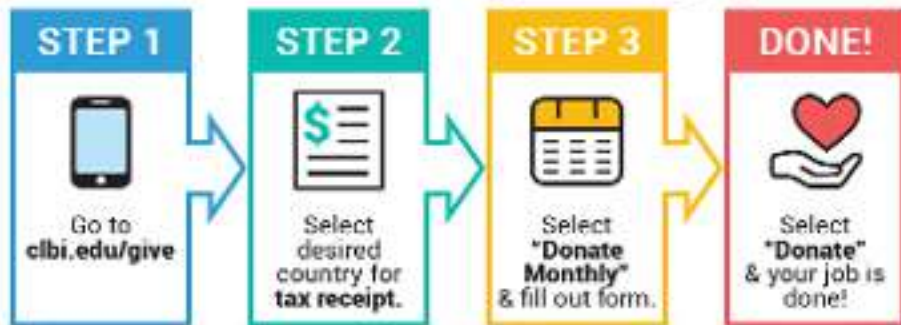 STEP 1
Go to
clbi.edu/give
STEP 2
$
Select
desired
country for
tax receipt.
STEP 3
Select
"Donate
Monthly"
& fill out form.
DONE!
Select
"Donate"
& your job is
done!